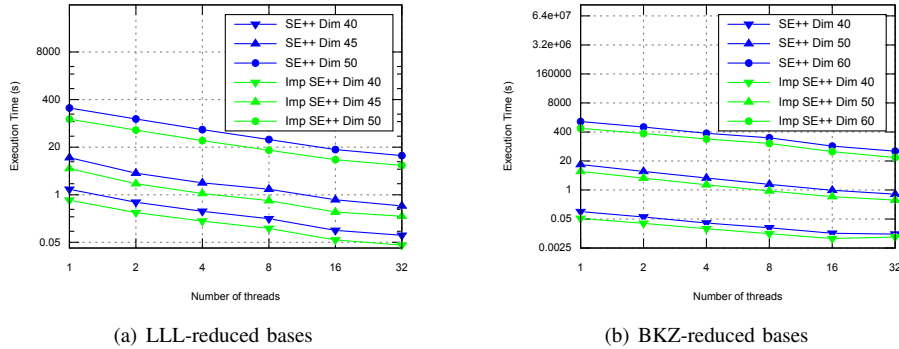 8000
400
20
1
0.05
Execution Time (s)
SE++ Dim 40
SE++ Dim 45
SE++ Dim 50
Imp SE++ Dim 40
Imp SE++ Dim 45
Imp SE++ Dim 50
1 2 4 8 16 32
Number of threads
(a) LLL-reduced bases
6.4e+07
3.2e+06
160000
8000
400
20
1
0.05
0.0025
Execution Time (s)
SE++ Dim 40
SE++ Dim 50
SE++ Dim 60
Imp SE++ Dim 40
Imp SE++ Dim 50
Imp SE++ Dim 60
1 2 4 8 16 32
Number of threads
(b) BKZ-reduced bases